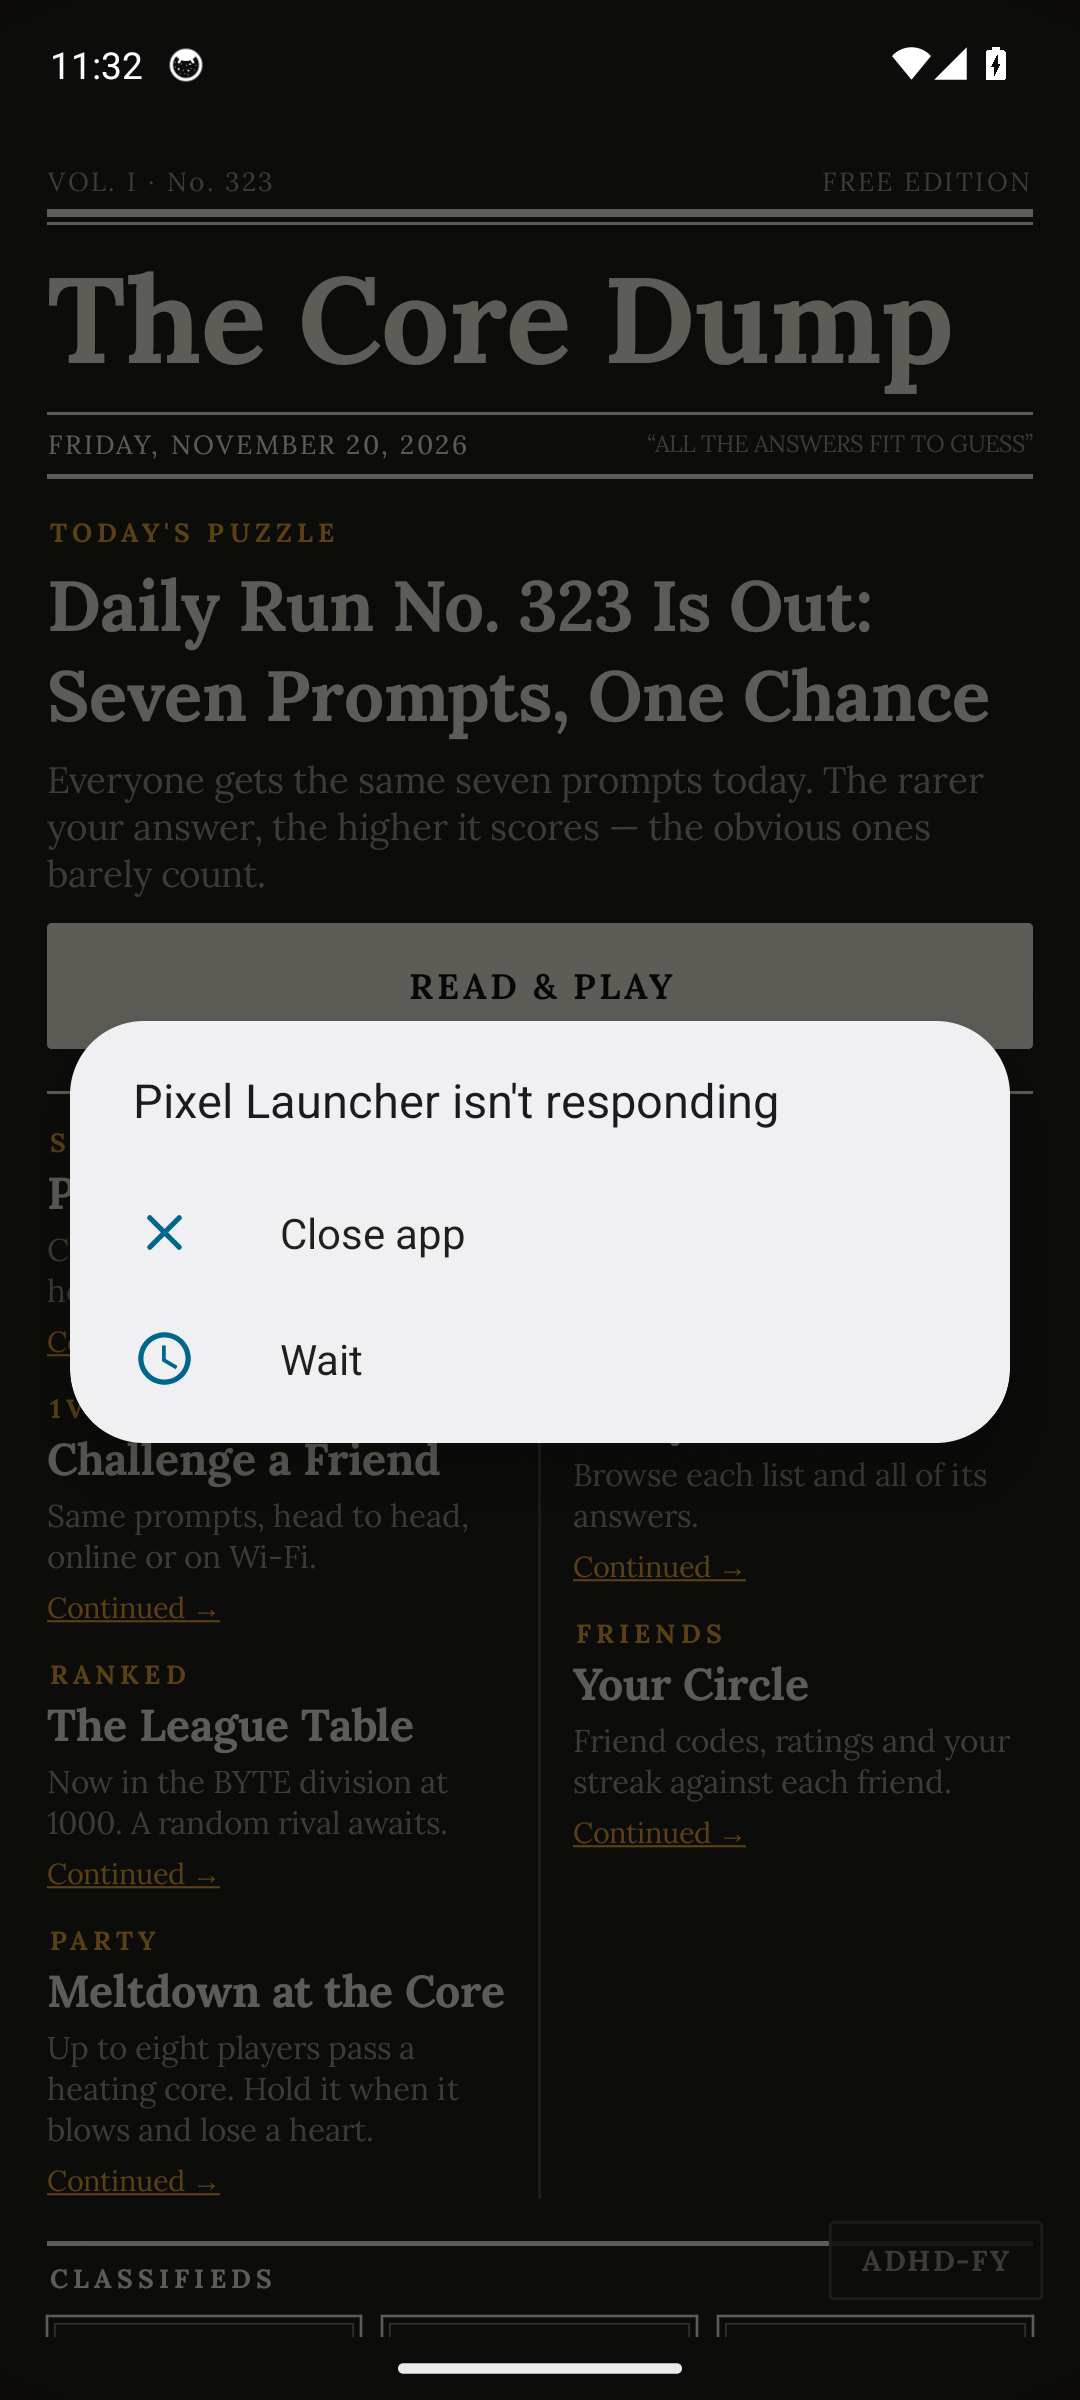 11:32
VOL. I · No. 323
FREE EDITION
The Core Dump
FRIDAY, NOVEMBER 20, 2026
“ALL THE ANSWERS FIT TO GUESS”
TODAY'S PUZZLE
Daily Run No. 323 Is Out:
Seven Prompts, One Chance
Everyone gets the same seven prompts today. The rarer
your answer, the higher it scores — the obvious ones
barely count.
READ & PLAY
Pixel Launcher isn't responding
Close app
Wait
Challenge a Friend
Same prompts, head to head,
online or on Wi-Fi.
Continued →
RANKED
The League Table
Now in the BYTE division at
1000. A random rival awaits.
Continued →
PARTY
Meltdown at the Core
Up to eight players pass a
heating core. Hold it when it
blows and lose a heart.
Continued →
Browse each list and all of its
answers.
Continued →
FRIENDS
Your Circle
Friend codes, ratings and your
streak against each friend.
Continued →
ADHD-FY
CLASSIFIEDS